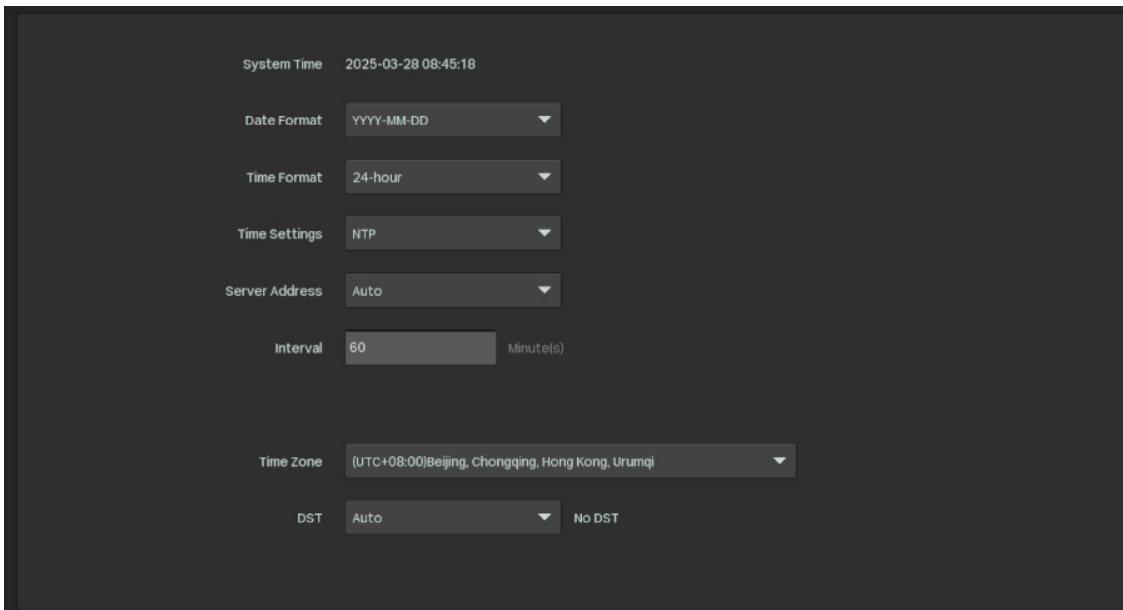 System Time 2025-03-28 08:45:18
Date Format YYYY-MM-DD
Time Format 24-hour
Time Settings NTP
Server Address Auto
Interval 60 Minute(s)
Time Zone (UTC+08:00)Beijing, Chongqing, Hong Kong, Urumqi
DST Auto No DST